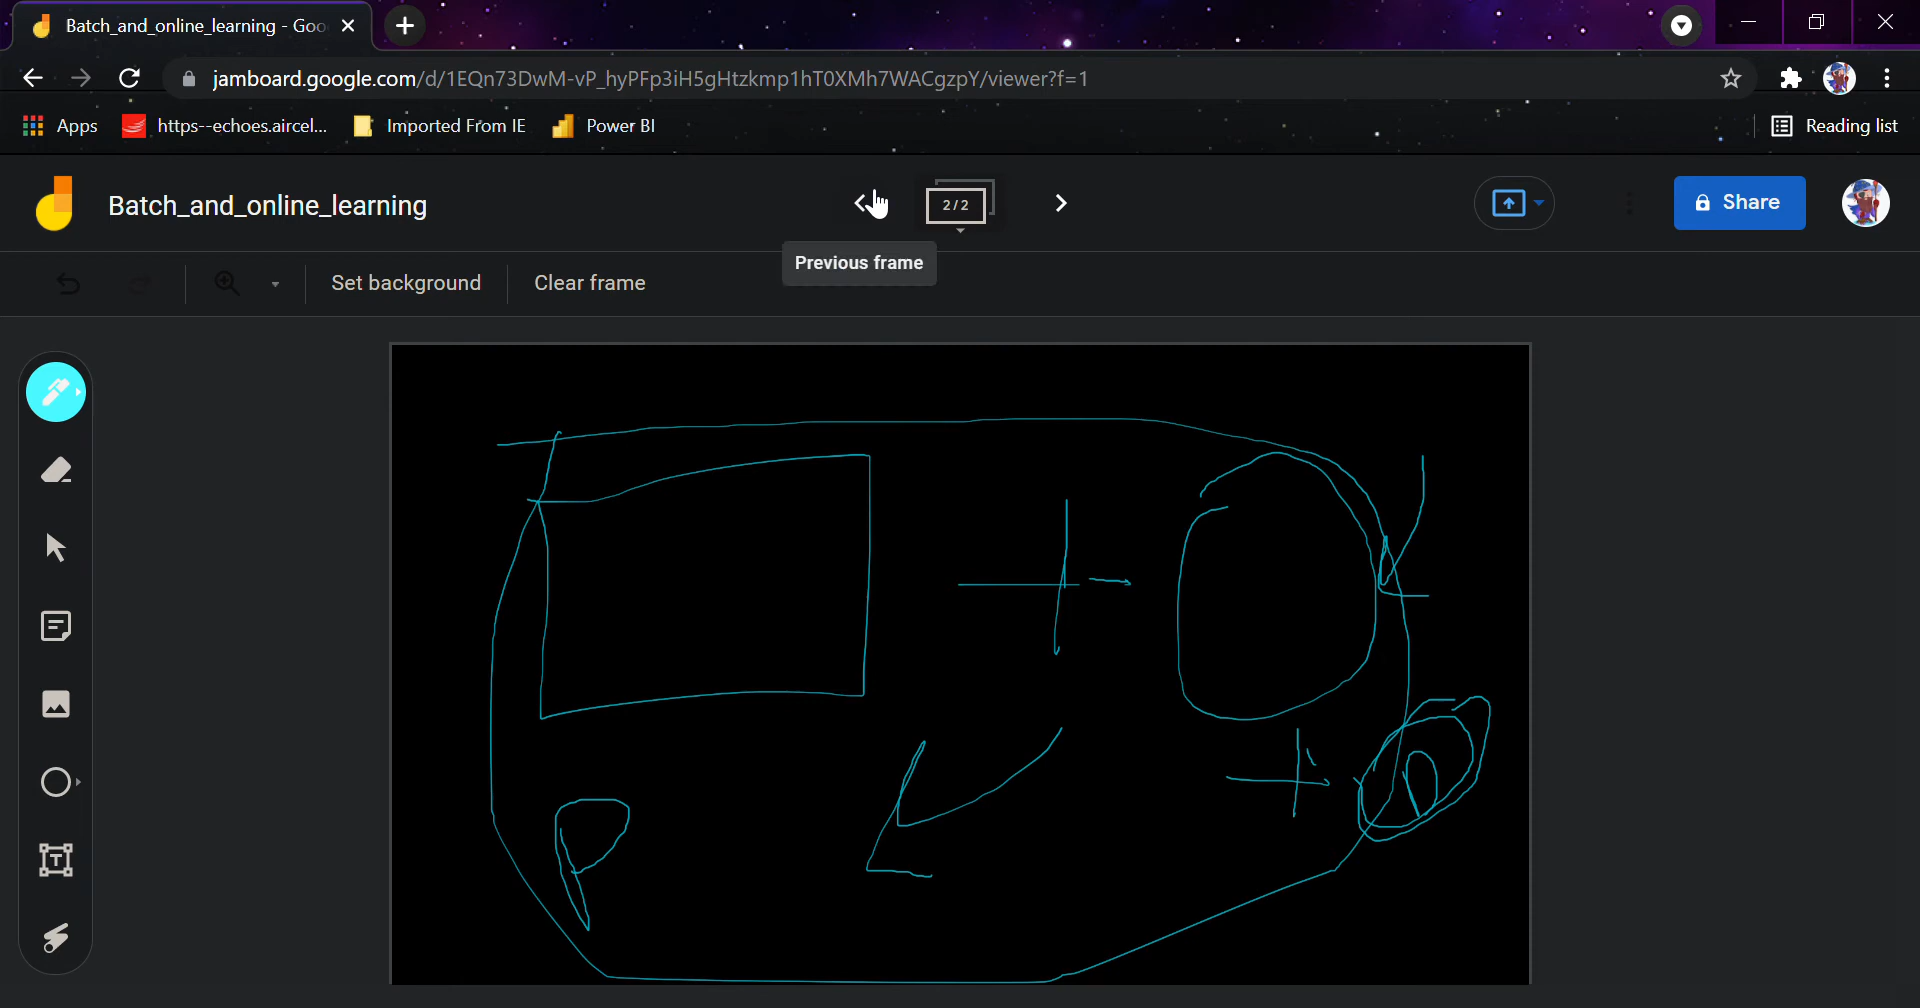 Batch_and_online_learning - Goo
jamboard.google.com/d/1EQn73DwM-vP_hyPFp3iH5gHtzkmp1hT0XMh7WACgzpY/viewer?f=1
Apps https--echoes.aircel... Imported From IE Power BI Reading list
Batch_and_online_learning 2/2 Share
Previous frame
Set background Clear frame
P